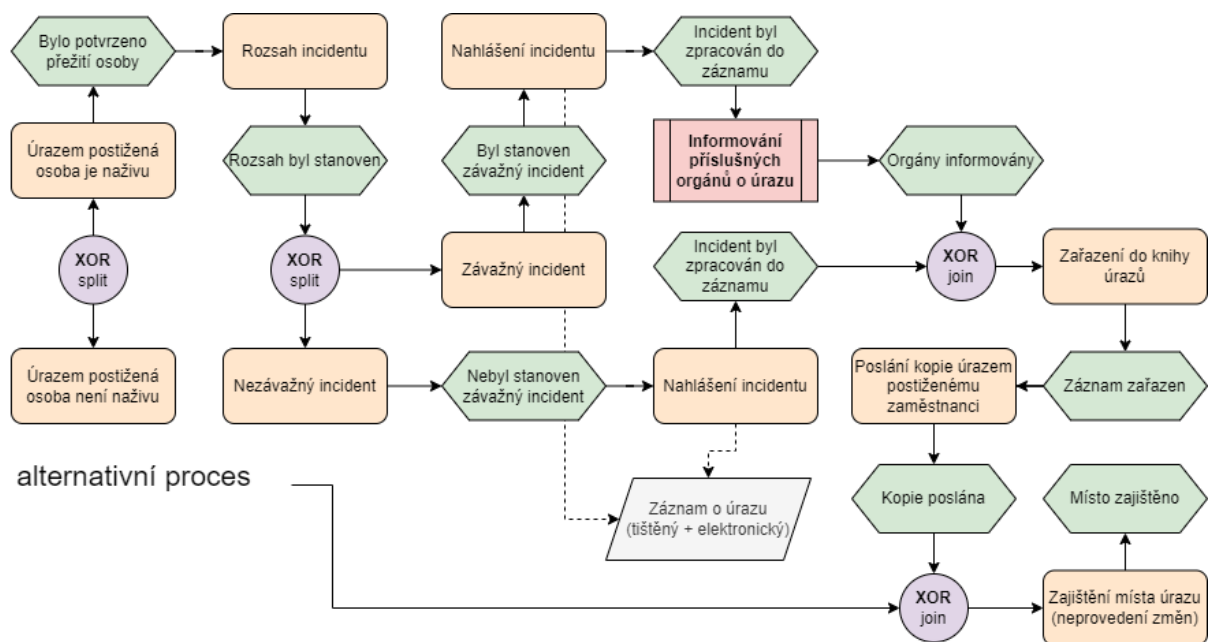 Bylo potvrzeno
přežití osoby
Rozsah incidentu
Nahlášení incidentu
Incident byl
zpracován do
záznamu
Úrazem postižená
osoba je naživu
Rozsah byl stanoven
Byl stanoven
závažný incident
Informování
příslušných
orgánů o úrazu
Orgány informovány
XOR
split
XOR
split
Závažný incident
Incident byl
zpracován do
záznamu
XOR
join
Zařazení do knihy
úrazů
Úrazem postižená
osoba není naživu
Nezávažný incident
Nebyl stanoven
závažný incident
Nahlášení incidentu
Poslání kopie úrazem
postiženému
zaměstnanci
Záznam zařazen
alternativní proces
Záznam o úrazu
(tištěný + elektronický)
Kopie poslána
Místo zajištěno
XOR
join
Zajištění místa úrazu
(neprovedení změn)